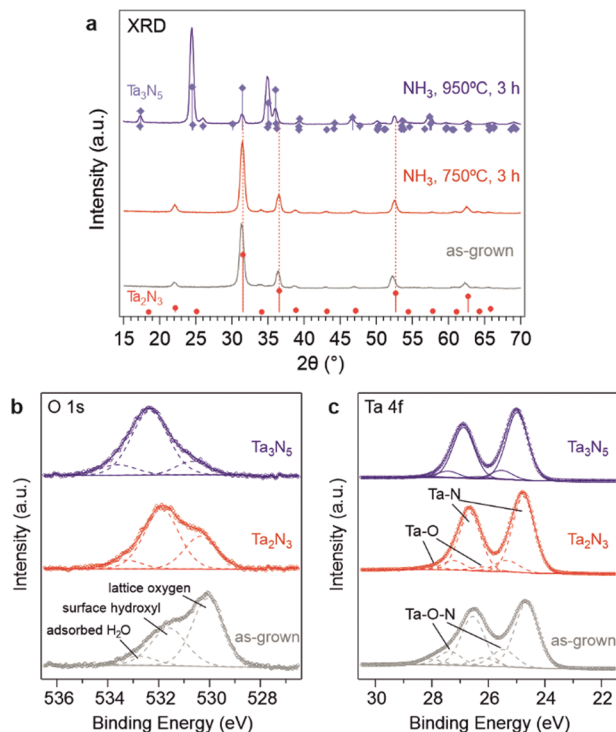 a
XRD
Ta₃N₅
NH₃, 950ºC, 3 h
NH₃, 750ºC, 3 h
as-grown
Ta₂N₃
Intensity (a.u.)
15 20 25 30 35 40 45 50 55 60 65 70
2θ (°)
b
O 1s
Ta₃N₅
Ta₂N₃
lattice oxygen
surface hydroxyl
adsorbed H₂O
as-grown
Intensity (a.u.)
536 534 532 530 528
Binding Energy (eV)
c
Ta 4f
Ta₃N₅
Ta-N
Ta₂N₃
Ta-O
Ta-O-N
as-grown
Intensity (a.u.)
30 28 26 24 22
Binding Energy (eV)